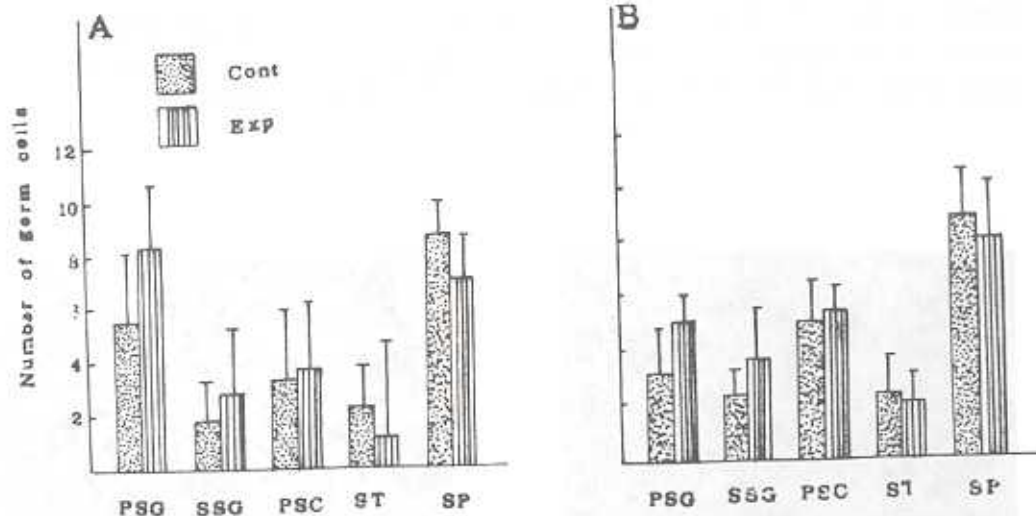 A
B
Cont
Exp
Number of germ cells
12
10
8
4
2
PSG SSG PSC ST SP
PSG SSG PSC ST SP